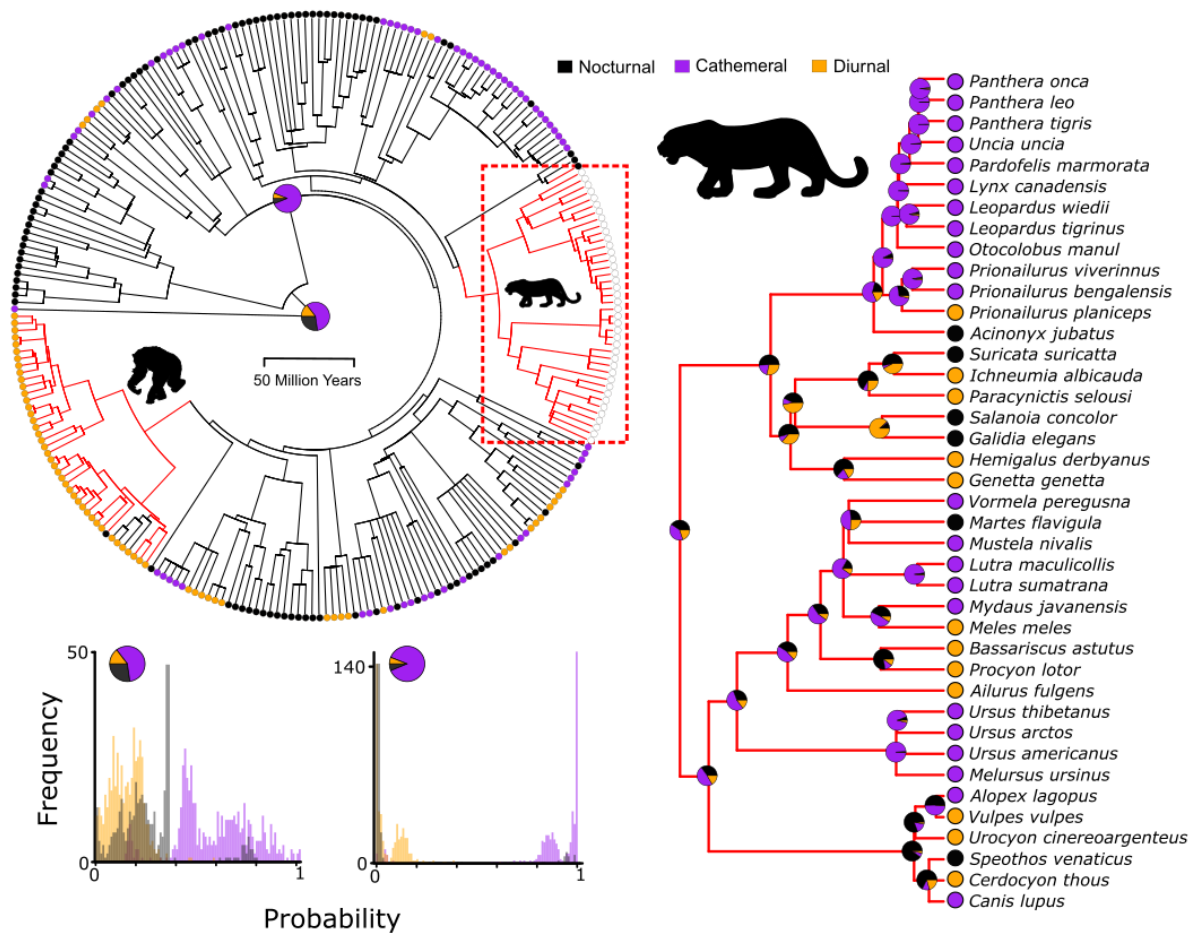 Nocturnal Cathemeral Diurnal
Panthera onca
Panthera leo
Panthera tigris
Uncia uncia
Pardofelis marmorata
Lynx canadensis
Leopardus wiedii
Leopardus tigrinus
Otocolobus manul
Prionailurus viverinnus
Prionailurus bengalensis
Prionailurus planiceps
Acinonyx jubatus
Suricata suricatta
Ichneumia albicauda
Paracynictis selousi
Salanoia concolor
Galidia elegans
Hemigalus derbyanus
Genetta genetta
Vormela peregusna
Martes flavigula
Mustela nivalis
Lutra maculicollis
Lutra sumatrana
Mydaus javanensis
Meles meles
Bassariscus astutus
Procyon lotor
Ailurus fulgens
Ursus thibetanus
Ursus arctos
Ursus americanus
Melursus ursinus
Alopex lagopus
Vulpes vulpes
Urocyon cinereoargenteus
Speothos venaticus
Cerdocyon thous
Canis lupus
50 Million Years
50
140
Frequency
0
0
0 1
0 1
Probability